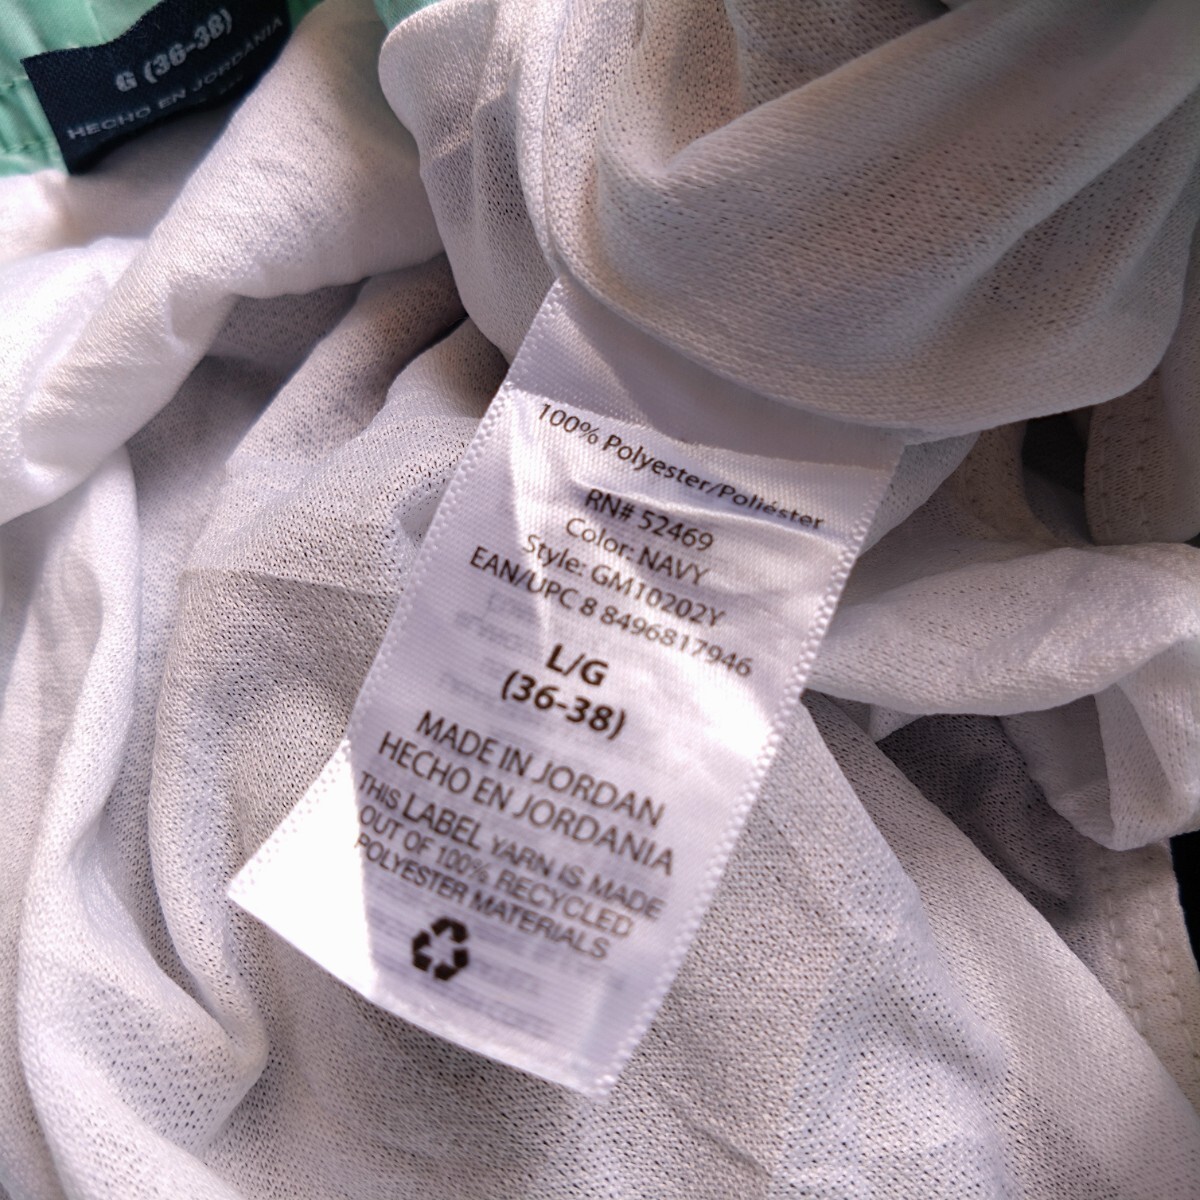 G (36-38)
HECHO EN JORDANIA
100% Polyester/Poliéster
RN# 52469
Color: NAVY
Style: GM10202Y
EAN/UPC 8 8496817946
L/G
(36-38)
MADE IN JORDAN
HECHO EN JORDANIA
THIS LABEL YARN IS MADE
OUT OF 100% RECYCLED
POLYESTER MATERIALS